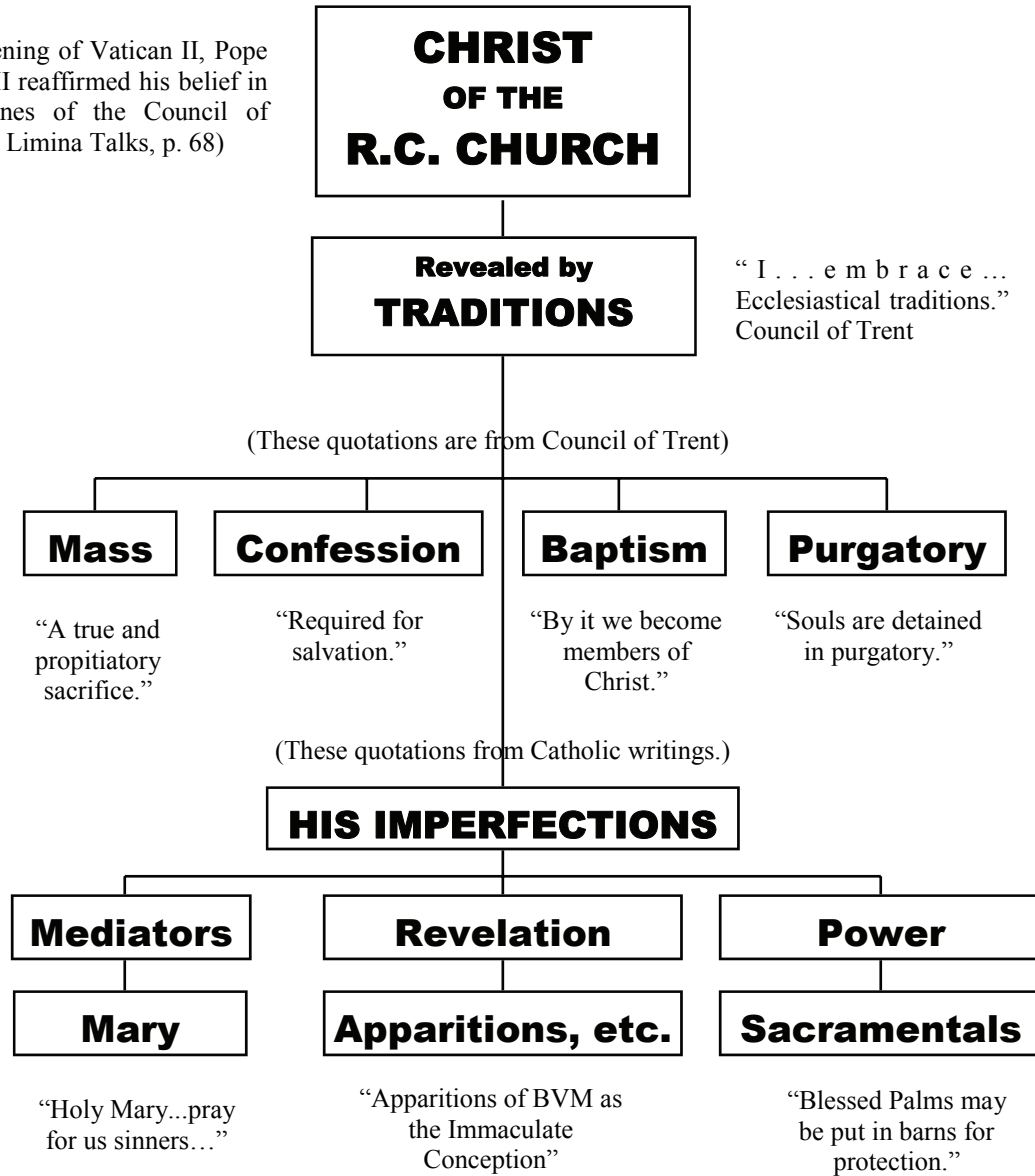 ening of Vatican II, Pope
II reaffirmed his belief in
nes of the Council of
Limina Talks, p. 68)
CHRIST
OF THE
R.C. CHURCH
Revealed by
TRADITIONS
“ I . . . e m b r a c e …
Ecclesiastical traditions.”
Council of Trent
(These quotations are from Council of Trent)
Mass
Confession
Baptism
Purgatory
“A true and
propitiatory
sacrifice.”
“Required for
salvation.”
“By it we become
members of
Christ.”
“Souls are detained
in purgatory.”
(These quotations from Catholic writings.)
HIS IMPERFECTIONS
Mediators
Revelation
Power
Mary
Apparitions, etc.
Sacramentals
“Holy Mary...pray
for us sinners…”
“Apparitions of BVM as
the Immaculate
Conception”
“Blessed Palms may
be put in barns for
protection.”